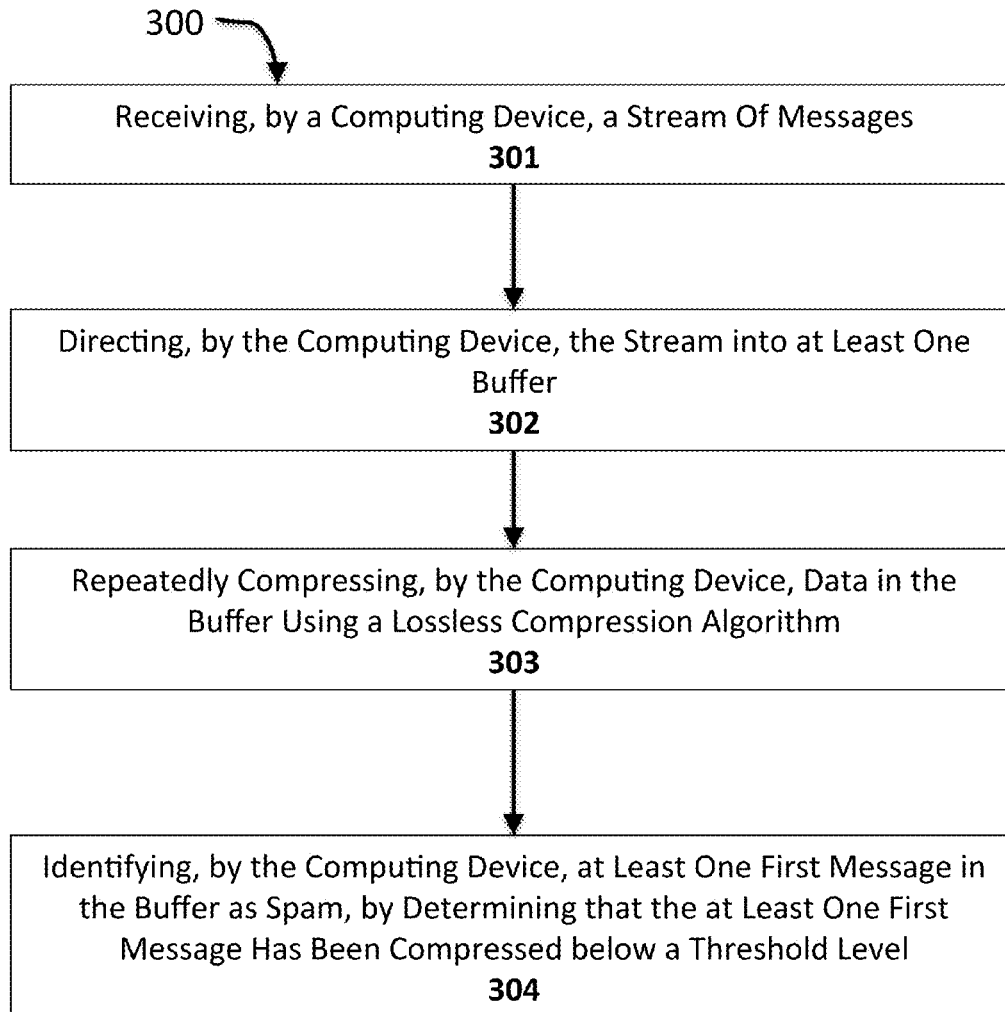 300
Receiving, by a Computing Device, a Stream Of Messages
301
Directing, by the Computing Device, the Stream into at Least One
Buffer
302
Repeatedly Compressing, by the Computing Device, Data in the
Buffer Using a Lossless Compression Algorithm
303
Identifying, by the Computing Device, at Least One First Message in
the Buffer as Spam, by Determining that the at Least One First
Message Has Been Compressed below a Threshold Level
304